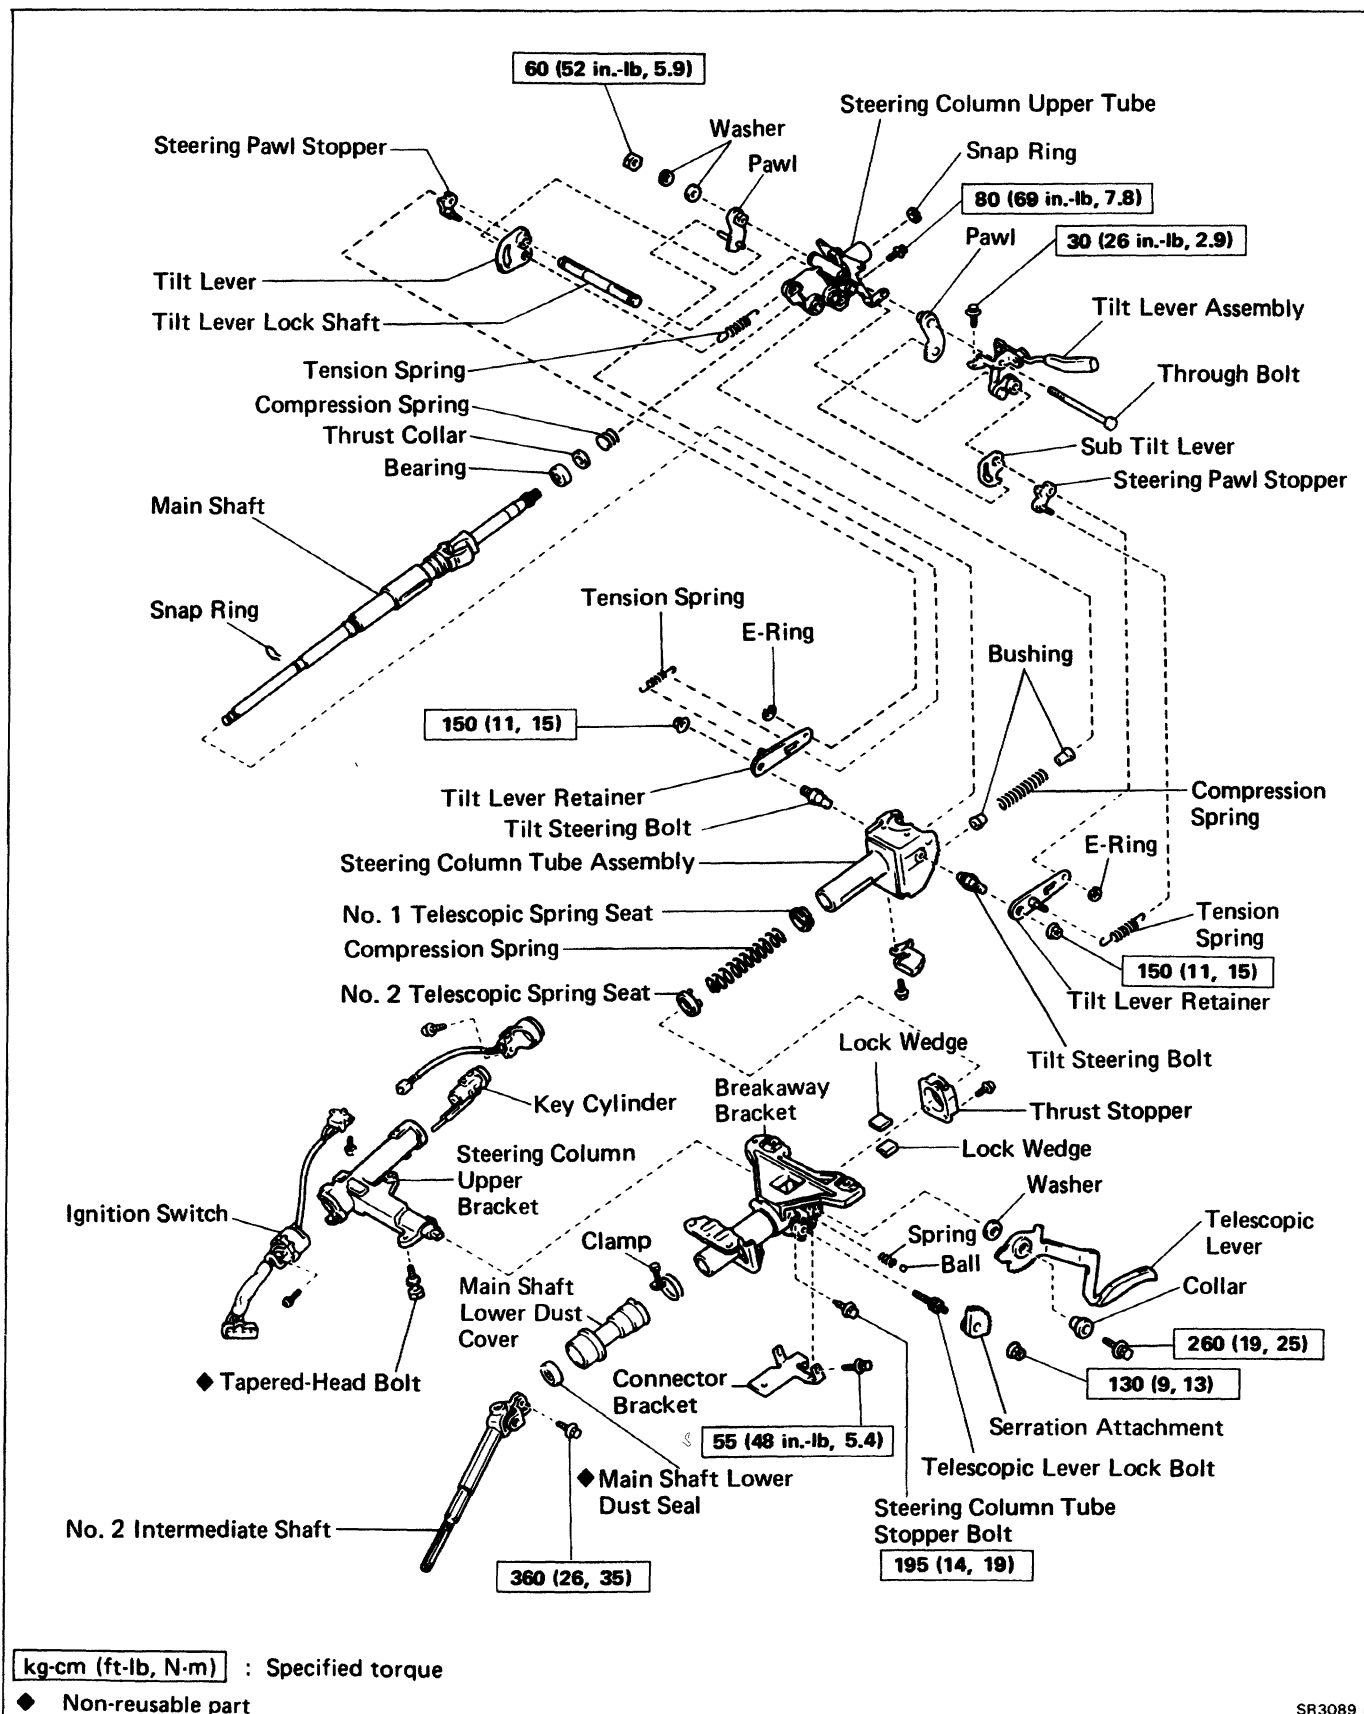 60 (52 in.-lb, 5.9)
Steering Column Upper Tube
Washer
Steering Pawl Stopper
Snap Ring
Pawl
80 (69 in.-lb, 7.8)
Pawl
30 (26 in.-lb, 2.9)
Tilt Lever
Tilt Lever Assembly
Tilt Lever Lock Shaft
Tension Spring
Through Bolt
Compression Spring
Thrust Collar
Sub Tilt Lever
Bearing
Steering Pawl Stopper
Main Shaft
Snap Ring
Tension Spring
E-Ring
Bushing
150 (11, 15)
Tilt Lever Retainer
Compression
Spring
Tilt Steering Bolt
Steering Column Tube Assembly
E-Ring
No. 1 Telescopic Spring Seat
Tension
Spring
Compression Spring
150 (11, 15)
No. 2 Telescopic Spring Seat
Tilt Lever Retainer
Lock Wedge
Tilt Steering Bolt
Breakaway
Bracket
Key Cylinder
Thrust Stopper
Lock Wedge
Steering Column
Upper
Bracket
Washer
Ignition Switch
Telescopic
Lever
Spring
Ball
Clamp
Collar
Main Shaft
Lower Dust
Cover
260 (19, 25)
◆ Tapered-Head Bolt
Connector
Bracket
130 (9, 13)
Serration Attachment
55 (48 in.-lb, 5.4)
Telescopic Lever Lock Bolt
◆ Main Shaft Lower
Dust Seal
Steering Column Tube
Stopper Bolt
195 (14, 19)
No. 2 Intermediate Shaft
360 (26, 35)
kg-cm (ft-lb, N·m) : Specified torque
◆ Non-reusable part
SR3089